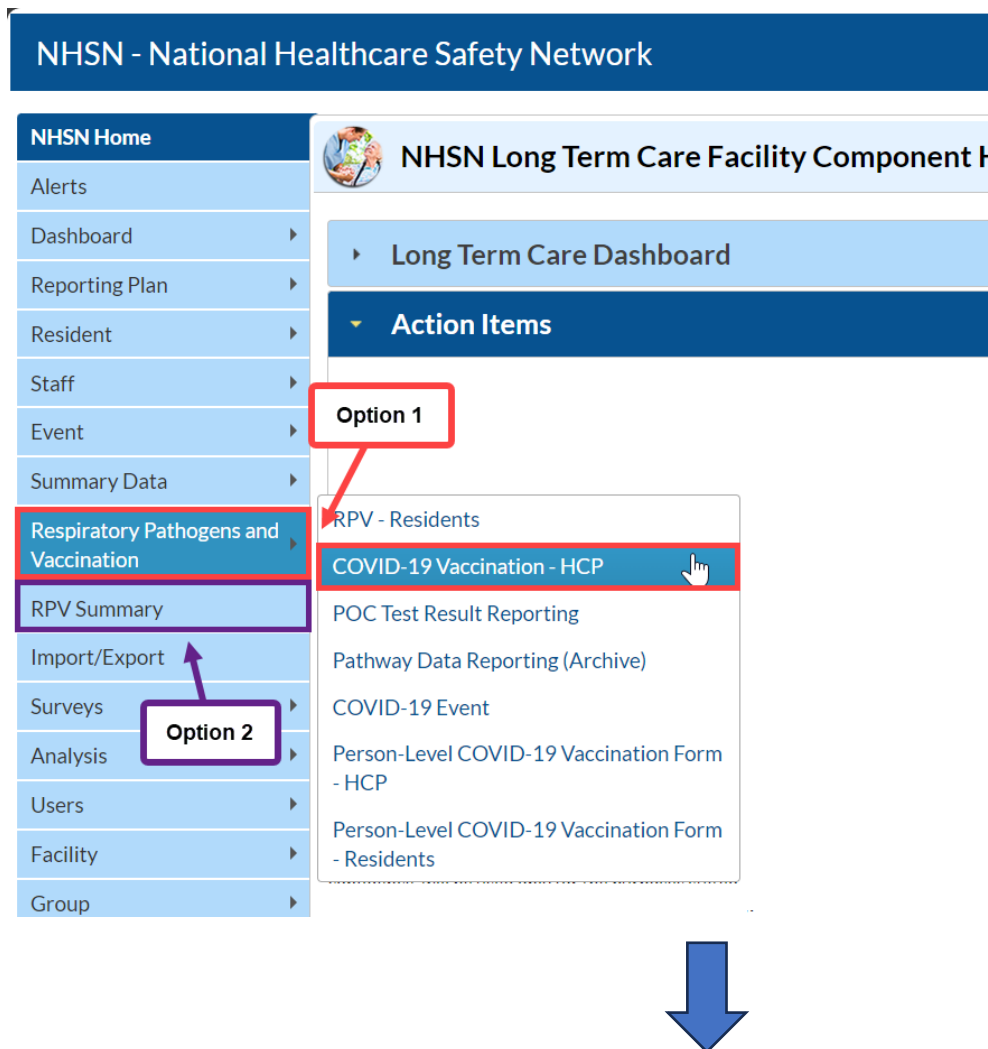 NHSN - National Healthcare Safety Network
NHSN Home
Alerts
Dashboard
Reporting Plan
Resident
Staff
Event
Summary Data
Respiratory Pathogens and
Vaccination
RPV Summary
Import/Export
Surveys
Analysis
Users
Facility
Group
NHSN Long Term Care Facility Component
Long Term Care Dashboard
Action Items
Option 1
RPV - Residents
COVID-19 Vaccination - HCP
POC Test Result Reporting
Pathway Data Reporting (Archive)
COVID-19 Event
Person-Level COVID-19 Vaccination Form
- HCP
Person-Level COVID-19 Vaccination Form
- Residents
Option 2